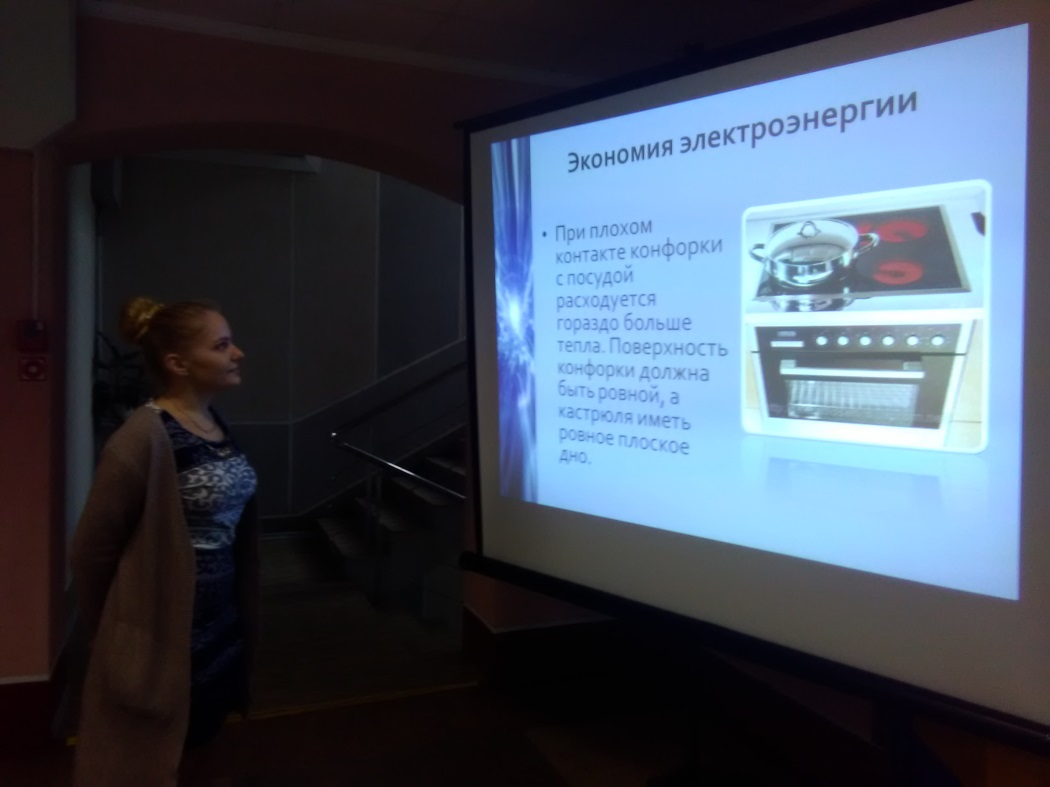 Экономия электроэнергии
• При плохом
контакте конфорки
с посудой
расходуется
гораздо больше
тепла. Поверхность
конфорки должна
быть ровной, а
кастрюля иметь
ровное плоское
дно.